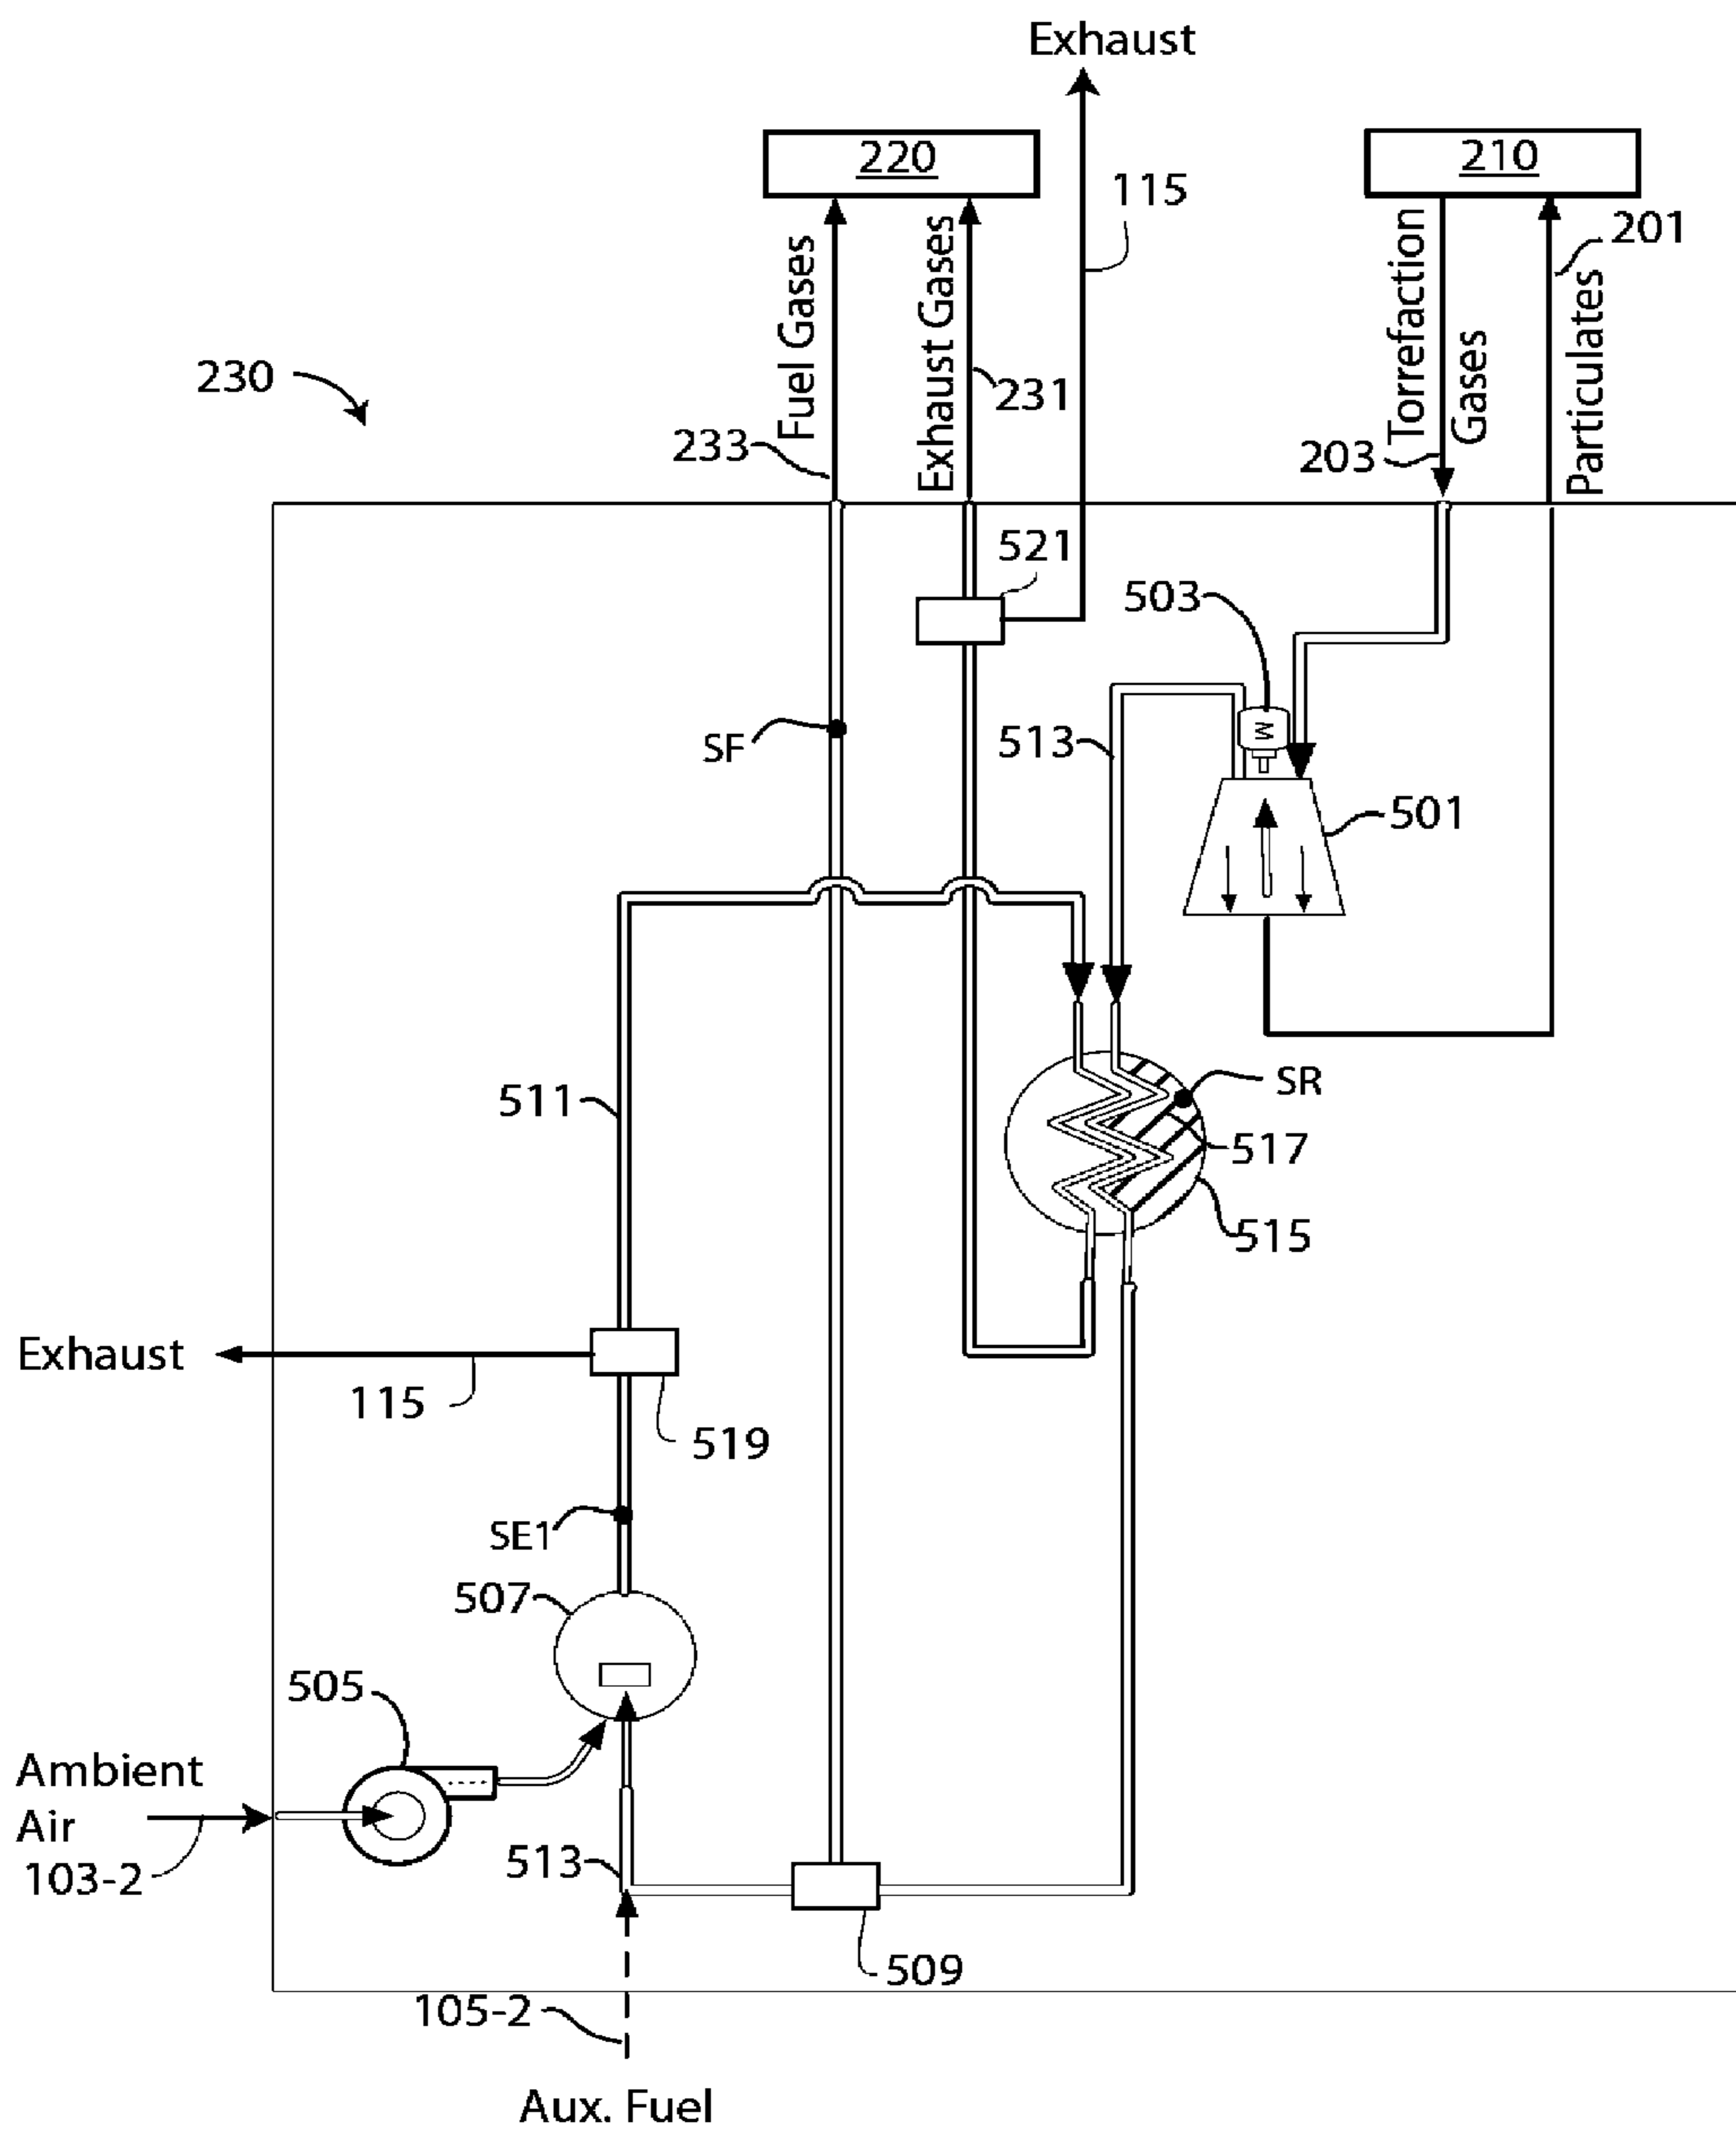 Exhaust
220
210
115
201
Fuel Gases
Exhaust Gases
Torrefaction
Gases
Particulates
230
231
233
203
521
503
SF
513
501
511
SR
517
515
Exhaust
115
519
SE1
507
505
Ambient
Air
103-2
513
509
105-2
Aux. Fuel
M